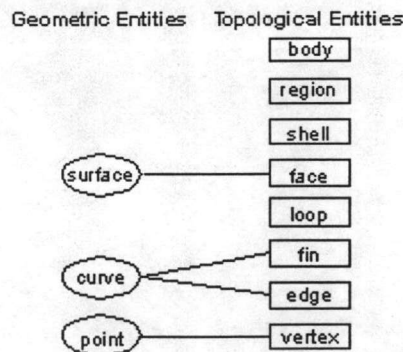 Geometric Entities Topological Entities
body
region
shell
surface face
loop
fin
curve
edge
point vertex